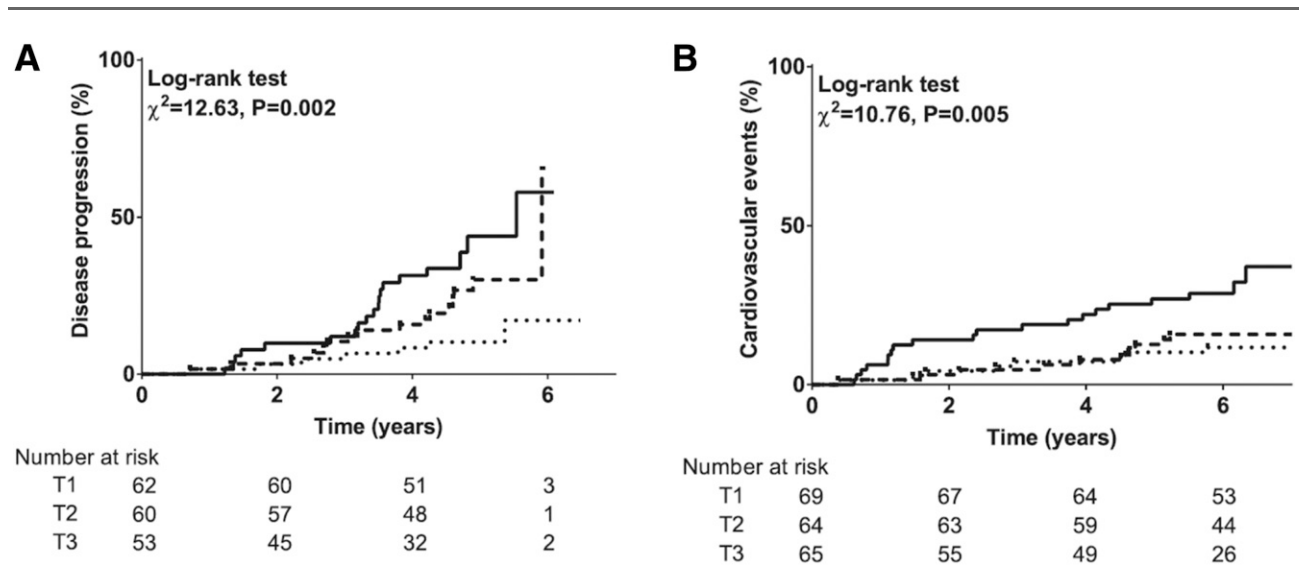 A
Disease progression (%)
100
50
0
Log-rank test
χ²=12.63, P=0.002
0 2 4 6
Time (years)
Number at risk
T1 62 60 51 3
T2 60 57 48 1
T3 53 45 32 2
B
Cardiovascular events (%)
100
50
0
Log-rank test
χ²=10.76, P=0.005
0 2 4 6
Time (years)
Number at risk
T1 69 67 64 53
T2 64 63 59 44
T3 65 55 49 26